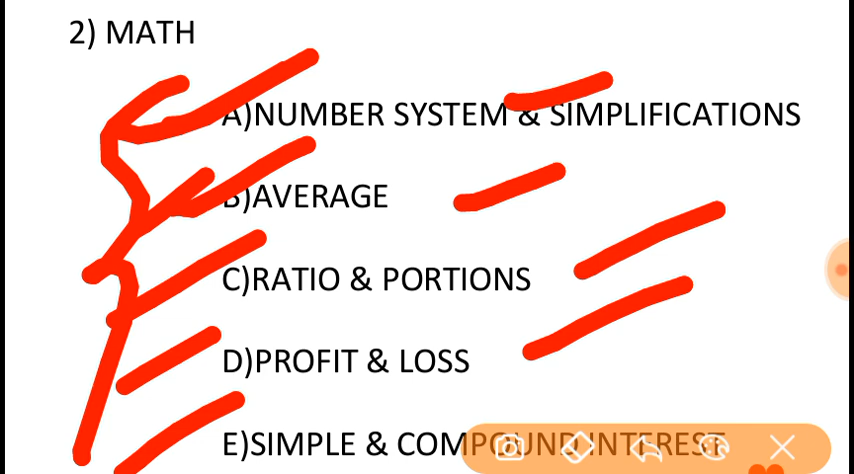 2) MATH
A)NUMBER SYSTEM & SIMPLIFICATIONS
B)AVERAGE
C)RATIO & PORTIONS
D)PROFIT & LOSS
E)SIMPLE & COMPOUND INTEREST